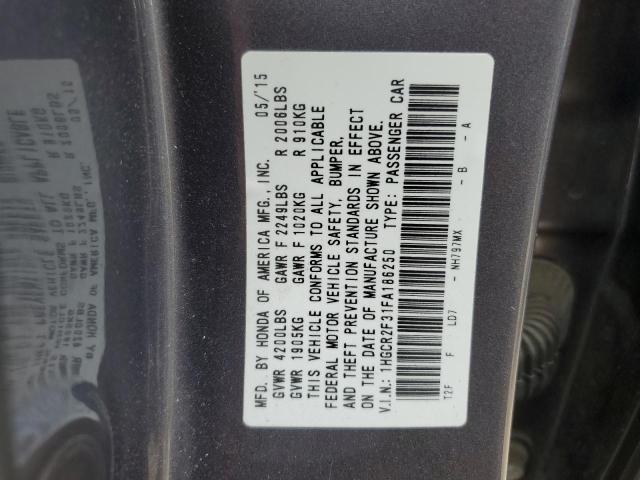 MFD. BY HONDA OF AMERICA MFG., INC. 05/'15
GVWR 4200LBS GAWR F 2249LBS R 2006LBS
GVWR 1905KG GAWR F 1020KG R 910KG
THIS VEHICLE CONFORMS TO ALL APPLICABLE
FEDERAL MOTOR VEHICLE SAFETY, BUMPER,
AND THEFT PREVENTION STANDARDS IN EFFECT
ON THE DATE OF MANUFACTURE SHOWN ABOVE.
V.I.N.: 1HGCR2F31FA186250 TYPE: PASSENGER CAR
T2F F LD7 NH797MX - B - A